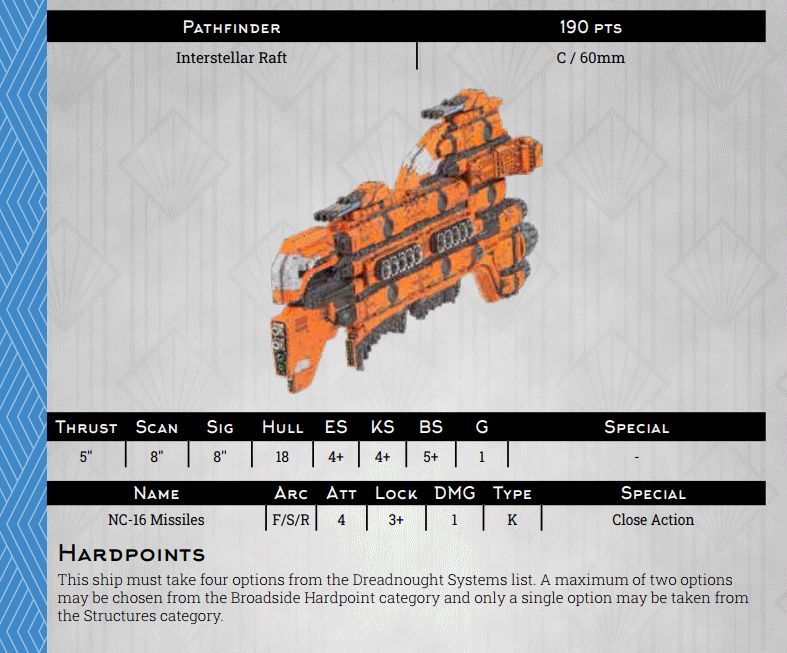 Pathfinder 190 pts
Interstellar Raft C / 60mm
Thrust Scan Sig Hull ES KS BS G Special
5" 8" 8" 18 4+ 4+ 5+ 1 -
Name Arc Att Lock DMG Type Special
NC-16 Missiles F/S/R 4 3+ 1 K Close Action
Hardpoints
This ship must take four options from the Dreadnought Systems list. A maximum of two options
may be chosen from the Broadside Hardpoint category and only a single option may be taken from
the Structures category.